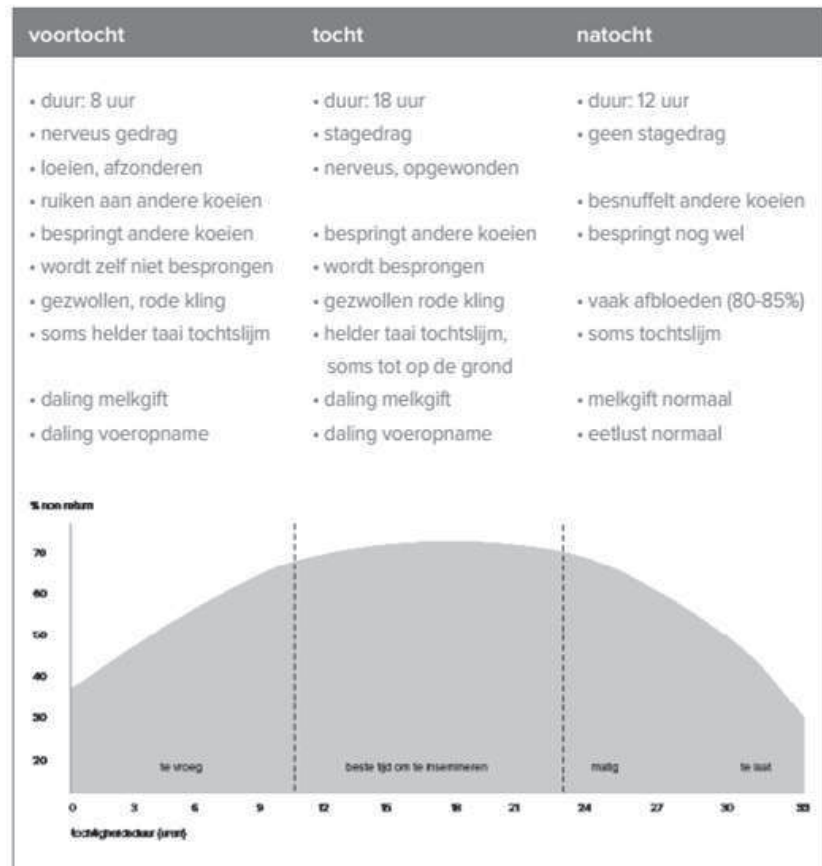 voortocht tocht natocht
• duur: 8 uur • duur: 18 uur • duur: 12 uur
• nerveus gedrag • stagedrag • geen stagedrag
• loeien, afzonderen • nerveus, opgewonden
• ruiken aan andere koeien • besnuffelt andere koeien
• bespringt andere koeien • bespringt andere koeien • bespringt nog wel
• wordt zelf niet besprongen • wordt besprongen
• gezwollen, rode kling • gezwollen rode kling • vaak afbloeden (80-85%)
• soms helder taai tochtslijm • helder taai tochtslijm, • soms tochtslijm
soms tot op de grond
• daling melkgift • daling melkgift • melkgift normaal
• daling voeropname • daling voeropname • eetlust normaal
% non return
70
60
50
40
30
20
te vroeg beste tijd om te insemineren matig te laat
0 3 6 9 12 15 18 21 24 27 30 33
tochtigheidsduur (uren)